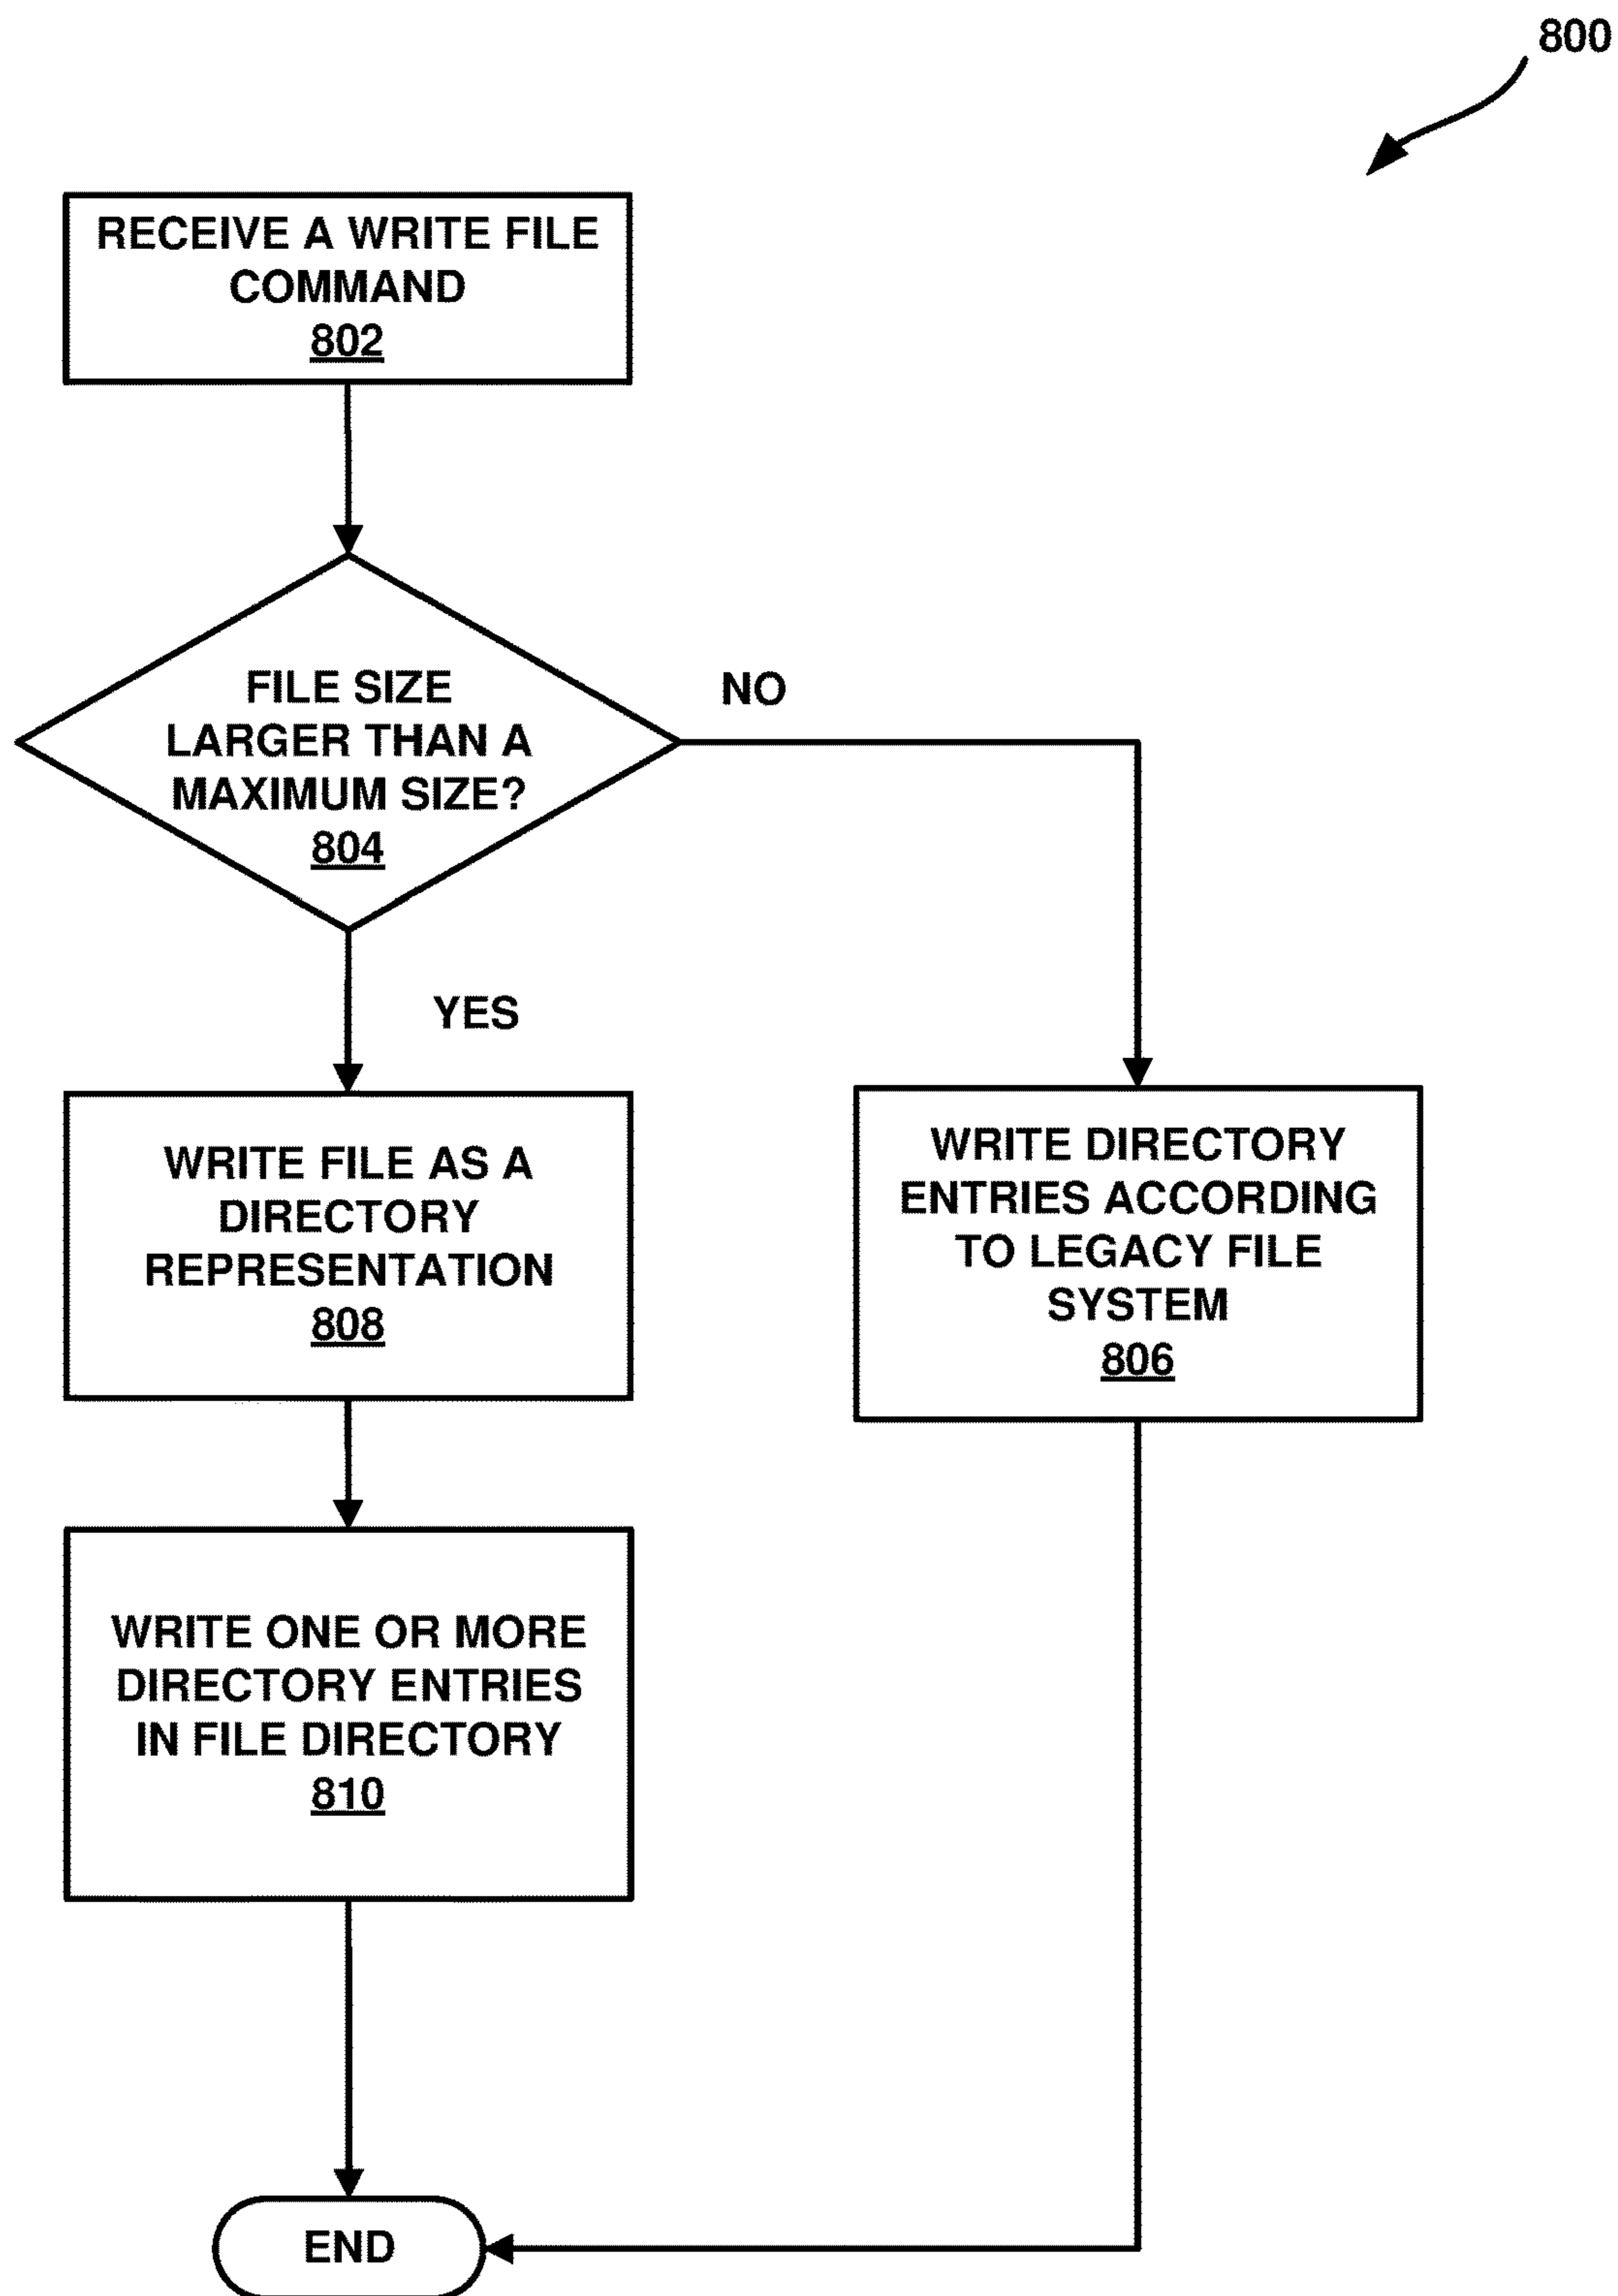 800
RECEIVE A WRITE FILE
COMMAND
802
FILE SIZE
LARGER THAN A
MAXIMUM SIZE?
804
NO
YES
WRITE FILE AS A
DIRECTORY
REPRESENTATION
808
WRITE DIRECTORY
ENTRIES ACCORDING
TO LEGACY FILE
SYSTEM
806
WRITE ONE OR MORE
DIRECTORY ENTRIES
IN FILE DIRECTORY
810
END